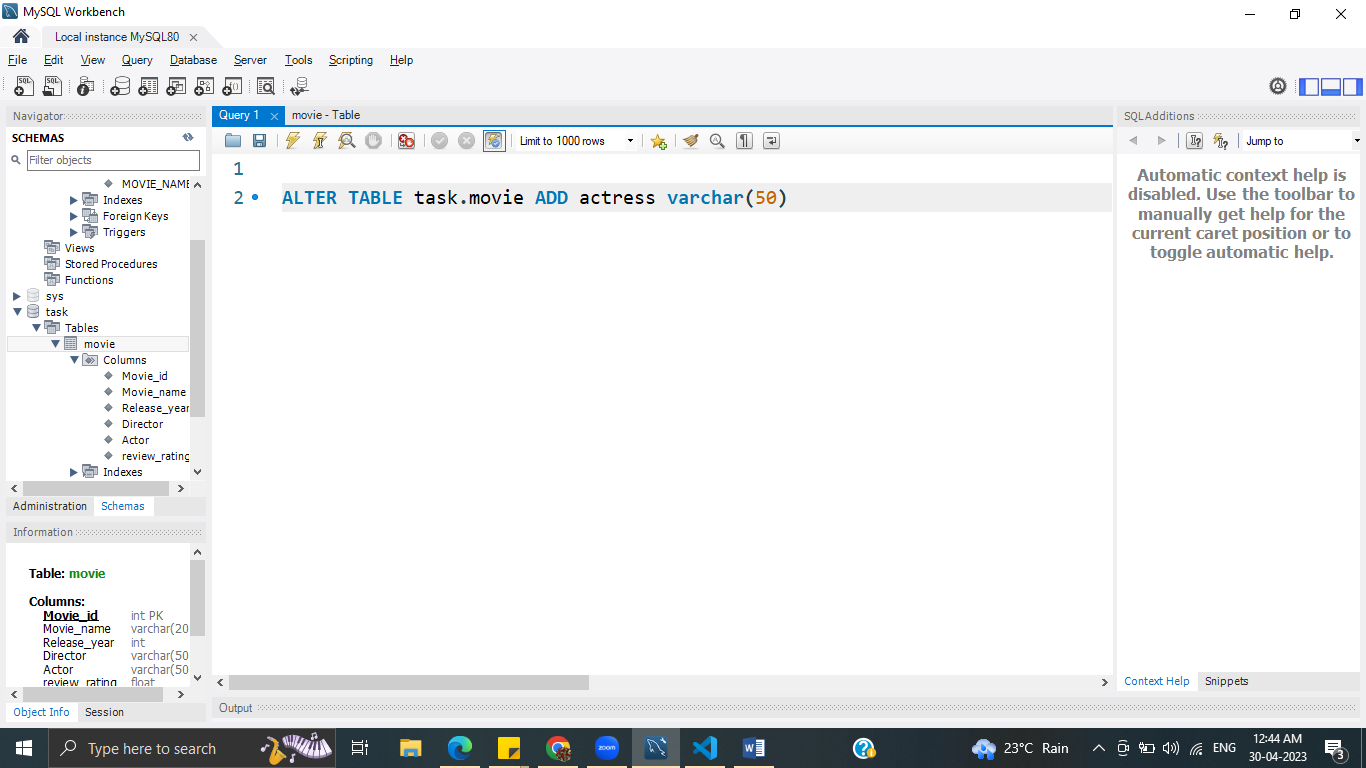 MySQL Workbench
Local instance MySQL80
File Edit View Query Database Server Tools Scripting Help
Navigator
SCHEMAS
Filter objects
MOVIE_NAME
Indexes
Foreign Keys
Triggers
Views
Stored Procedures
Functions
sys
task
Tables
movie
Columns
Movie_id
Movie_name
Release_year
Director
Actor
review_rating
Indexes
Administration Schemas
Information
Table: movie
Columns:
Movie_id int PK
Movie_name varchar(20
Release_year int
Director varchar(50
Actor varchar(50
review_rating float
Object Info Session
Query 1 movie - Table
Limit to 1000 rows
1
2 ALTER TABLE task.movie ADD actress varchar(50)
Output
SQLAdditions
Jump to
Automatic context help is
disabled. Use the toolbar to
manually get help for the
current caret position or to
toggle automatic help.
Context Help Snippets
Type here to search
zoom
23°C Rain
ENG
12:44 AM
30-04-2023
3